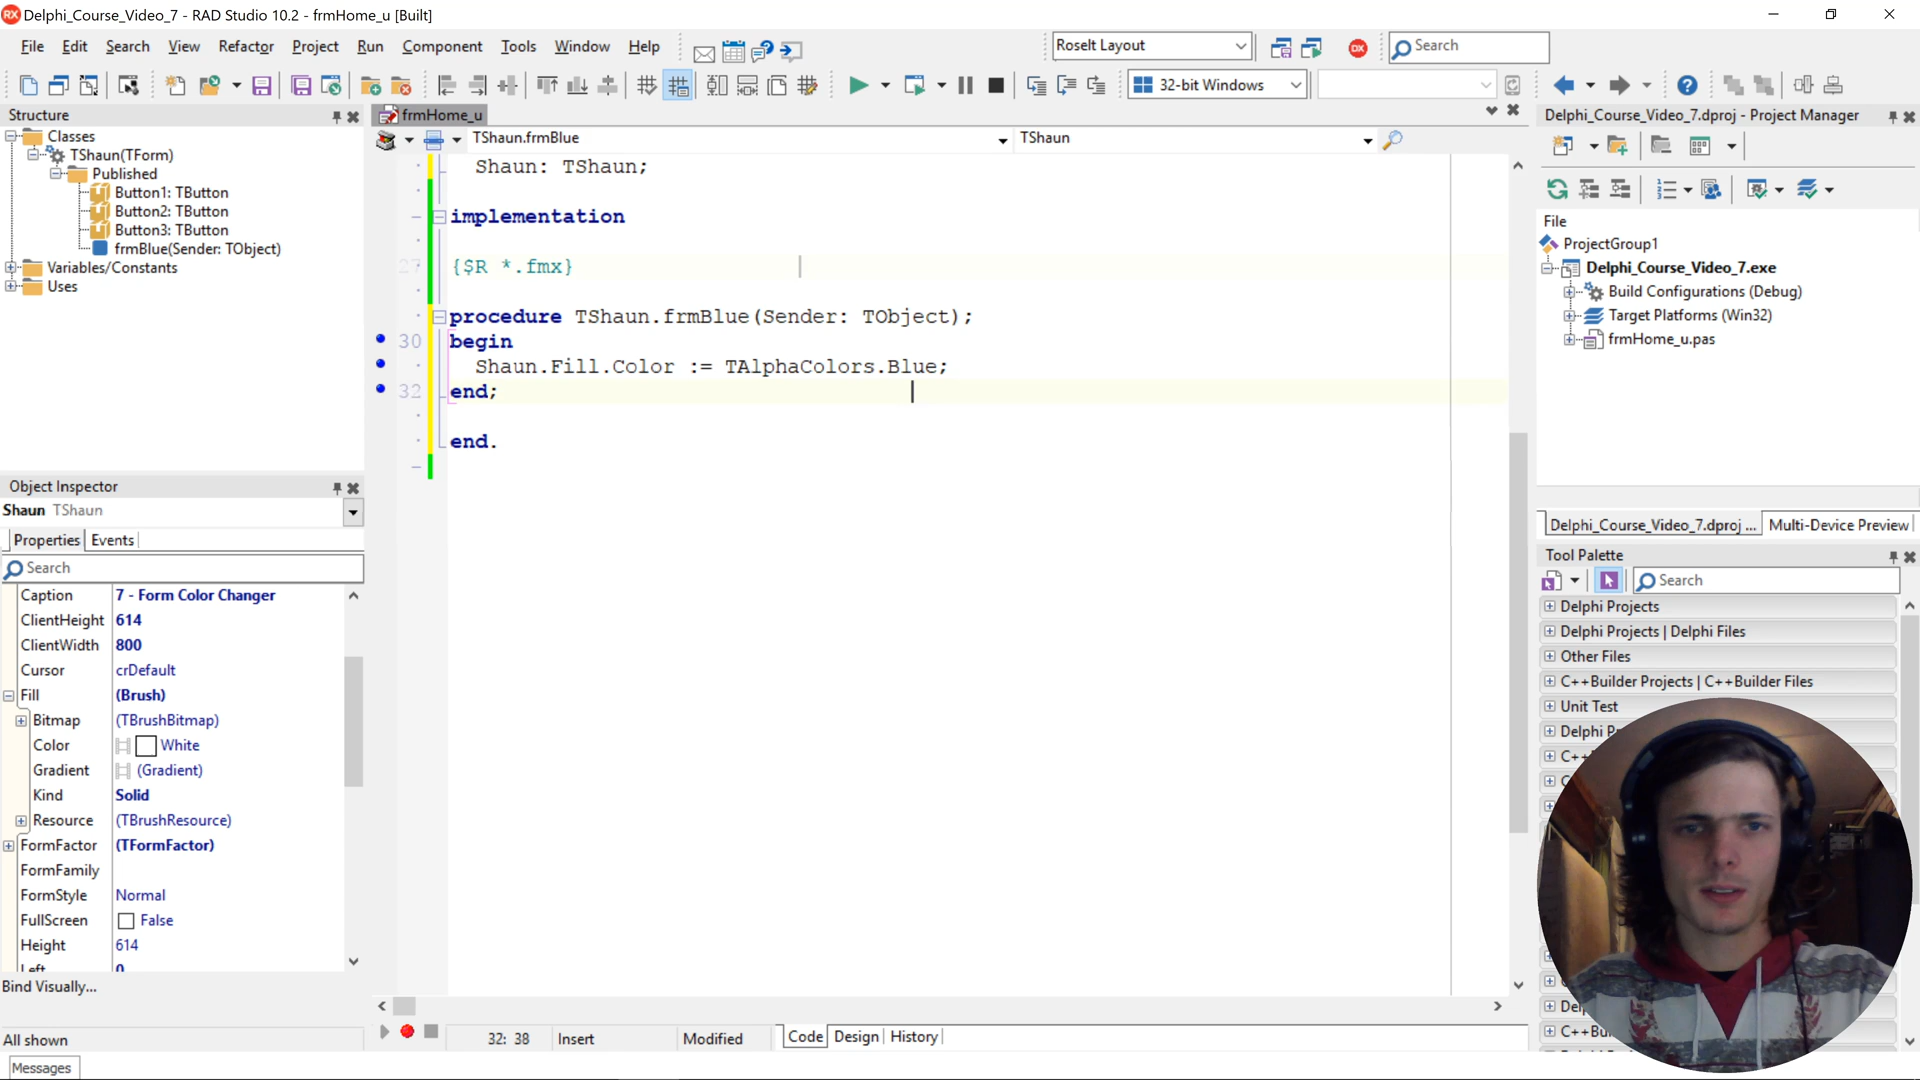 RX Delphi_Course_Video_7 - RAD Studio 10.2 - frmHome_u [Built]
File Edit Search View Refactor Project Run Component Tools Window Help
Roselt Layout
DX
Search
32-bit Windows
Structure
Classes
TShaun(TForm)
Published
Button1: TButton
Button2: TButton
Button3: TButton
frmBlue(Sender: TObject)
Variables/Constants
Uses
Object Inspector
Shaun TShaun
Properties Events
Search
Caption 7 - Form Color Changer
ClientHeight 614
ClientWidth 800
Cursor crDefault
Fill (Brush)
Bitmap (TBrushBitmap)
Color White
Gradient (Gradient)
Kind Solid
Resource (TBrushResource)
FormFactor (TFormFactor)
FormFamily
FormStyle Normal
FullScreen False
Height 614
Left 0
Bind Visually...
All shown
Messages
frmHome_u
TShaun.frmBlue
TShaun
Shaun: TShaun;
implementation
27 {$R *.fmx}
procedure TShaun.frmBlue(Sender: TObject);
30 begin
Shaun.Fill.Color := TAlphaColors.Blue;
32 end;
end.
32: 38 Insert Modified Code Design History
Delphi_Course_Video_7.dproj - Project Manager
File
ProjectGroup1
Delphi_Course_Video_7.exe
Build Configurations (Debug)
Target Platforms (Win32)
frmHome_u.pas
Delphi_Course_Video_7.dproj ... Multi-Device Preview
Tool Palette
Search
Delphi Projects
Delphi Projects | Delphi Files
Other Files
C++Builder Projects | C++Builder Files
Unit Test